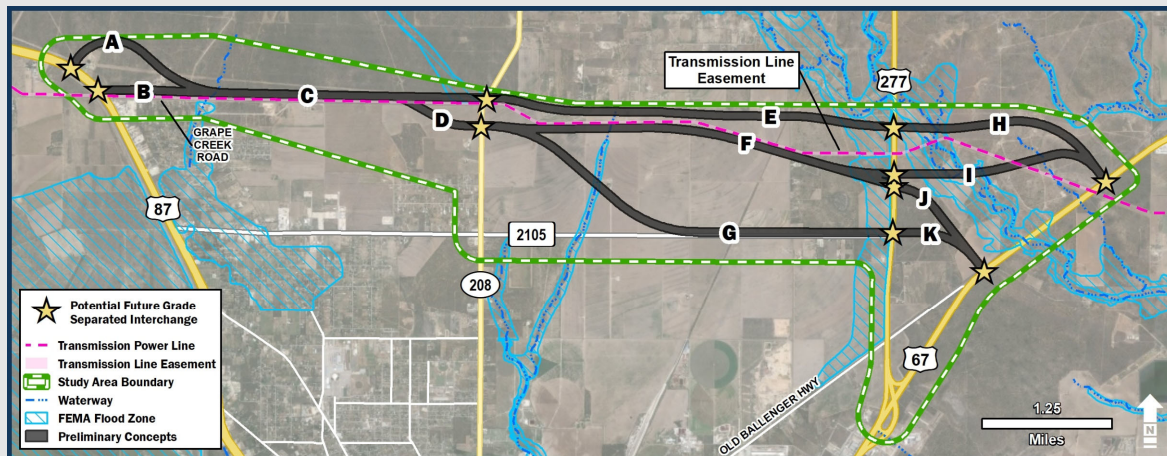 A
B
C
D
E
F
G
H
I
J
K
Transmission Line
Easement
277
GRAPE
CREEK
ROAD
87
2105
208
67
OLD BALLENGER HWY
Potential Future Grade
Separated Interchange
Transmission Power Line
Transmission Line Easement
Study Area Boundary
Waterway
FEMA Flood Zone
Preliminary Concepts
1.25
Miles
N